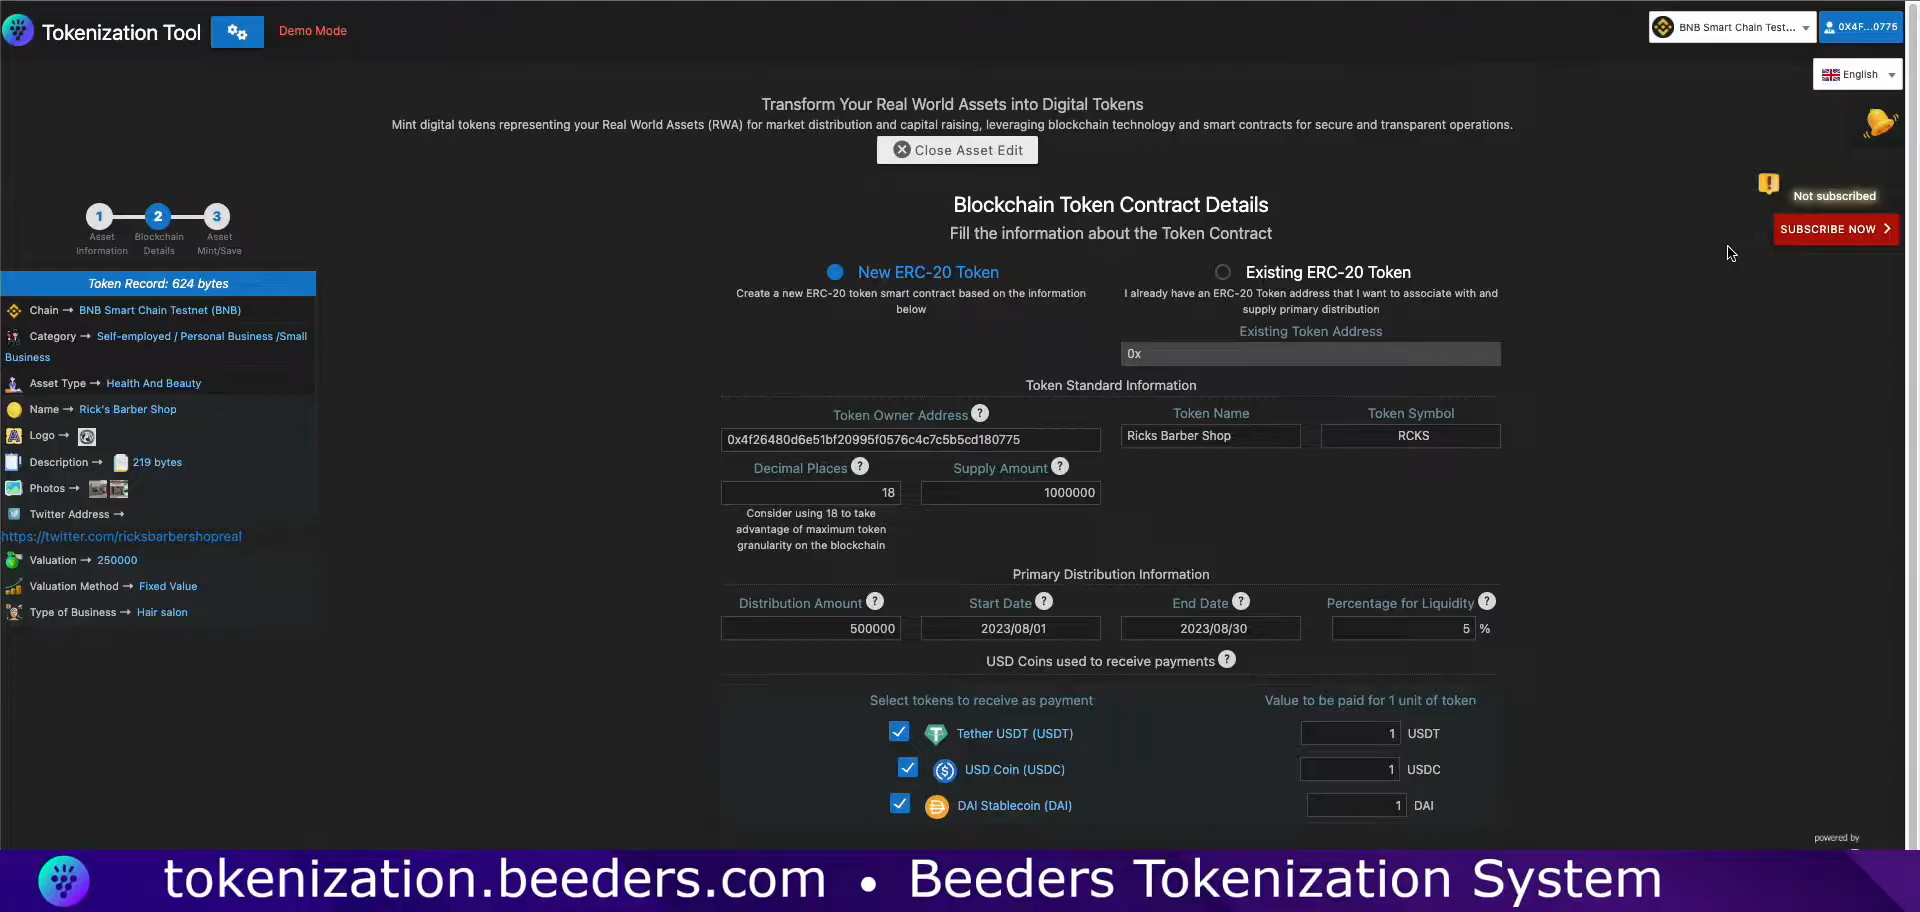 Tokenization Tool
Demo Mode
BNB Smart Chain Test...
0X4F...0775
English
Transform Your Real World Assets into Digital Tokens
Mint digital tokens representing your Real World Assets (RWA) for market distribution and capital raising, leveraging blockchain technology and smart contracts for secure and transparent operations.
Close Asset Edit
Not subscribed
SUBSCRIBE NOW
1 2 3
Asset Information
Blockchain Details
Asset Mint/Save
Token Record: 624 bytes
Chain → BNB Smart Chain Testnet (BNB)
Category → Self-employed / Personal Business /Small
Business
Asset Type → Health And Beauty
Name → Rick's Barber Shop
Logo →
Description → 219 bytes
Photos →
Twitter Address →
https://twitter.com/ricksbarbershopreal
Valuation → 250000
Valuation Method → Fixed Value
Type of Business → Hair salon
Blockchain Token Contract Details
Fill the information about the Token Contract
New ERC-20 Token
Create a new ERC-20 token smart contract based on the information
below
Existing ERC-20 Token
I already have an ERC-20 Token address that I want to associate with and
supply primary distribution
Existing Token Address
0x
Token Standard Information
Token Owner Address ?
0x4f26480d6e51bf20995f0576c4c7c5b5cd180775
Token Name
Ricks Barber Shop
Token Symbol
RCKS
Decimal Places ?
18
Consider using 18 to take
advantage of maximum token
granularity on the blockchain
Supply Amount ?
1000000
Primary Distribution Information
Distribution Amount ?
500000
Start Date ?
2023/08/01
End Date ?
2023/08/30
Percentage for Liquidity ?
5 %
USD Coins used to receive payments ?
Select tokens to receive as payment
Value to be paid for 1 unit of token
Tether USDT (USDT)
1 USDT
USD Coin (USDC)
1 USDC
DAI Stablecoin (DAI)
1 DAI
powered by
tokenization.beeders.com • Beeders Tokenization System